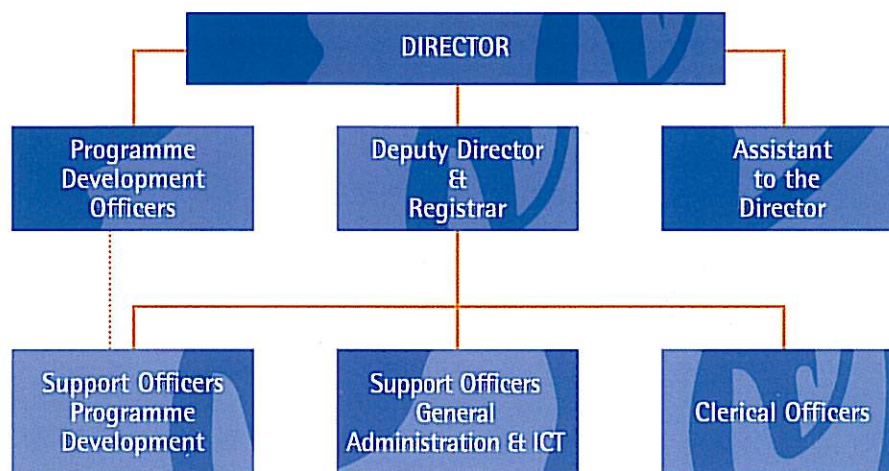 DIRECTOR
Programme
Development
Officers
Deputy Director
&
Registrar
Assistant
to the
Director
Support Officers
Programme
Development
Support Officers
General
Administration & ICT
Clerical Officers